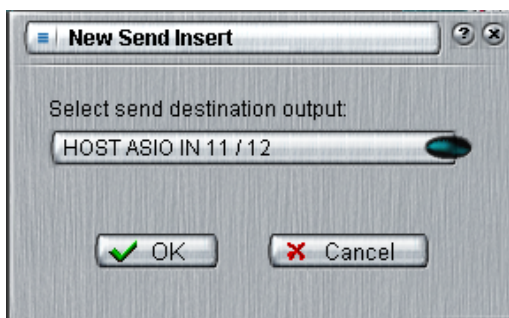 New Send Insert
?
Select send destination output:
HOST ASIO IN 11 / 12
OK
Cancel